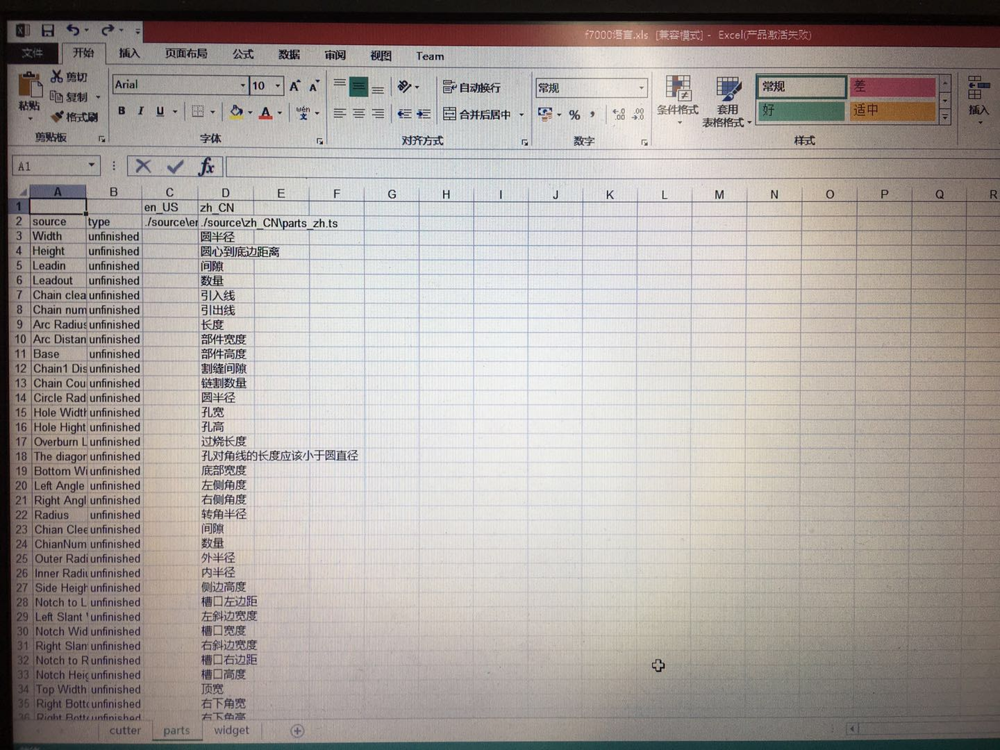 f7000语言.xls [兼容模式] - Excel(产品激活失败)
文件 开始 插入 页面布局 公式 数据 审阅 视图 Team
粘贴 剪切 复制 格式刷 剪贴板
Arial 10 B I U A wén 文 字体
自动换行 合并后居中 对齐方式
常规 % 数字
条件格式 套用 表格格式
常规 差 好 适中 样式
插入
A1 fx
A B C D E F G H I J K L M N O P Q R
1 en_US zh_CN
2 source type ./source\er ./source\zh_CN\parts_zh.ts
3 Width unfinished 圆半径
4 Height unfinished 圆心到底边距离
5 Leadin unfinished 间隙
6 Leadout unfinished 数量
7 Chain clea unfinished 引入线
8 Chain num unfinished 引出线
9 Arc Radius unfinished 长度
10 Arc Distan unfinished 部件宽度
11 Base unfinished 部件高度
12 Chain1 Dis unfinished 割缝间隙
13 Chain Cou unfinished 链割数量
14 Circle Rad unfinished 圆半径
15 Hole Width unfinished 孔宽
16 Hole Hight unfinished 孔高
17 Overburn L unfinished 过烧长度
18 The diagor unfinished 孔对角线的长度应该小于圆直径
19 Bottom Wi unfinished 底部宽度
20 Left Angle unfinished 左侧角度
21 Right Angl unfinished 右侧角度
22 Radius unfinished 转角半径
23 Chian Clee unfinished 间隙
24 ChianNum unfinished 数量
25 Outer Radi unfinished 外半径
26 Inner Radiu unfinished 内半径
27 Side Heigh unfinished 侧边高度
28 Notch to L unfinished 槽口左边距
29 Left Slant unfinished 左斜边宽度
30 Notch Wid unfinished 槽口宽度
31 Right Slan unfinished 右斜边宽度
32 Notch to R unfinished 槽口右边距
33 Notch Heig unfinished 槽口高度
34 Top Width unfinished 顶宽
35 Right Botto unfinished 右下角宽
36 Right Botto unfinished 右下角高
cutter parts widget